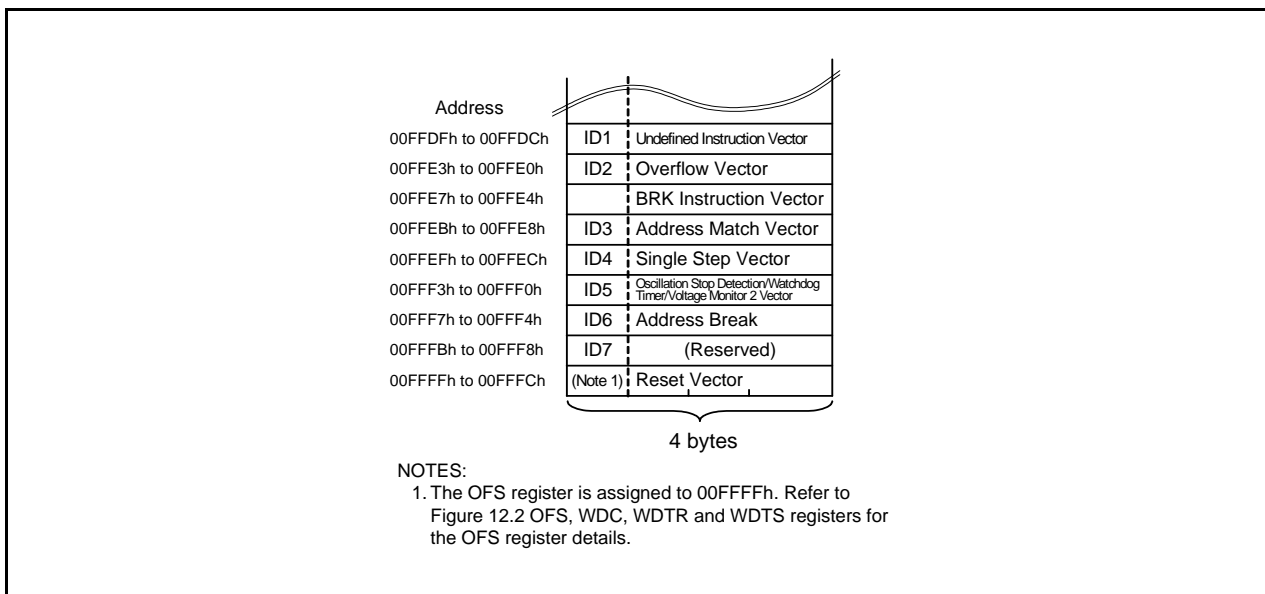 Address
00FFDFh to 00FFDCh ID1 Undefined Instruction Vector
00FFE3h to 00FFE0h ID2 Overflow Vector
00FFE7h to 00FFE4h BRK Instruction Vector
00FFEBh to 00FFE8h ID3 Address Match Vector
00FFEFh to 00FFECh ID4 Single Step Vector
00FFF3h to 00FFF0h ID5 Oscillation Stop Detection/Watchdog
Timer/Voltage Monitor 2 Vector
00FFF7h to 00FFF4h ID6 Address Break
00FFFBh to 00FFF8h ID7 (Reserved)
00FFFFh to 00FFFCh (Note 1) Reset Vector
4 bytes
NOTES:
1. The OFS register is assigned to 00FFFFh. Refer to
Figure 12.2 OFS, WDC, WDTR and WDTS registers for
the OFS register details.